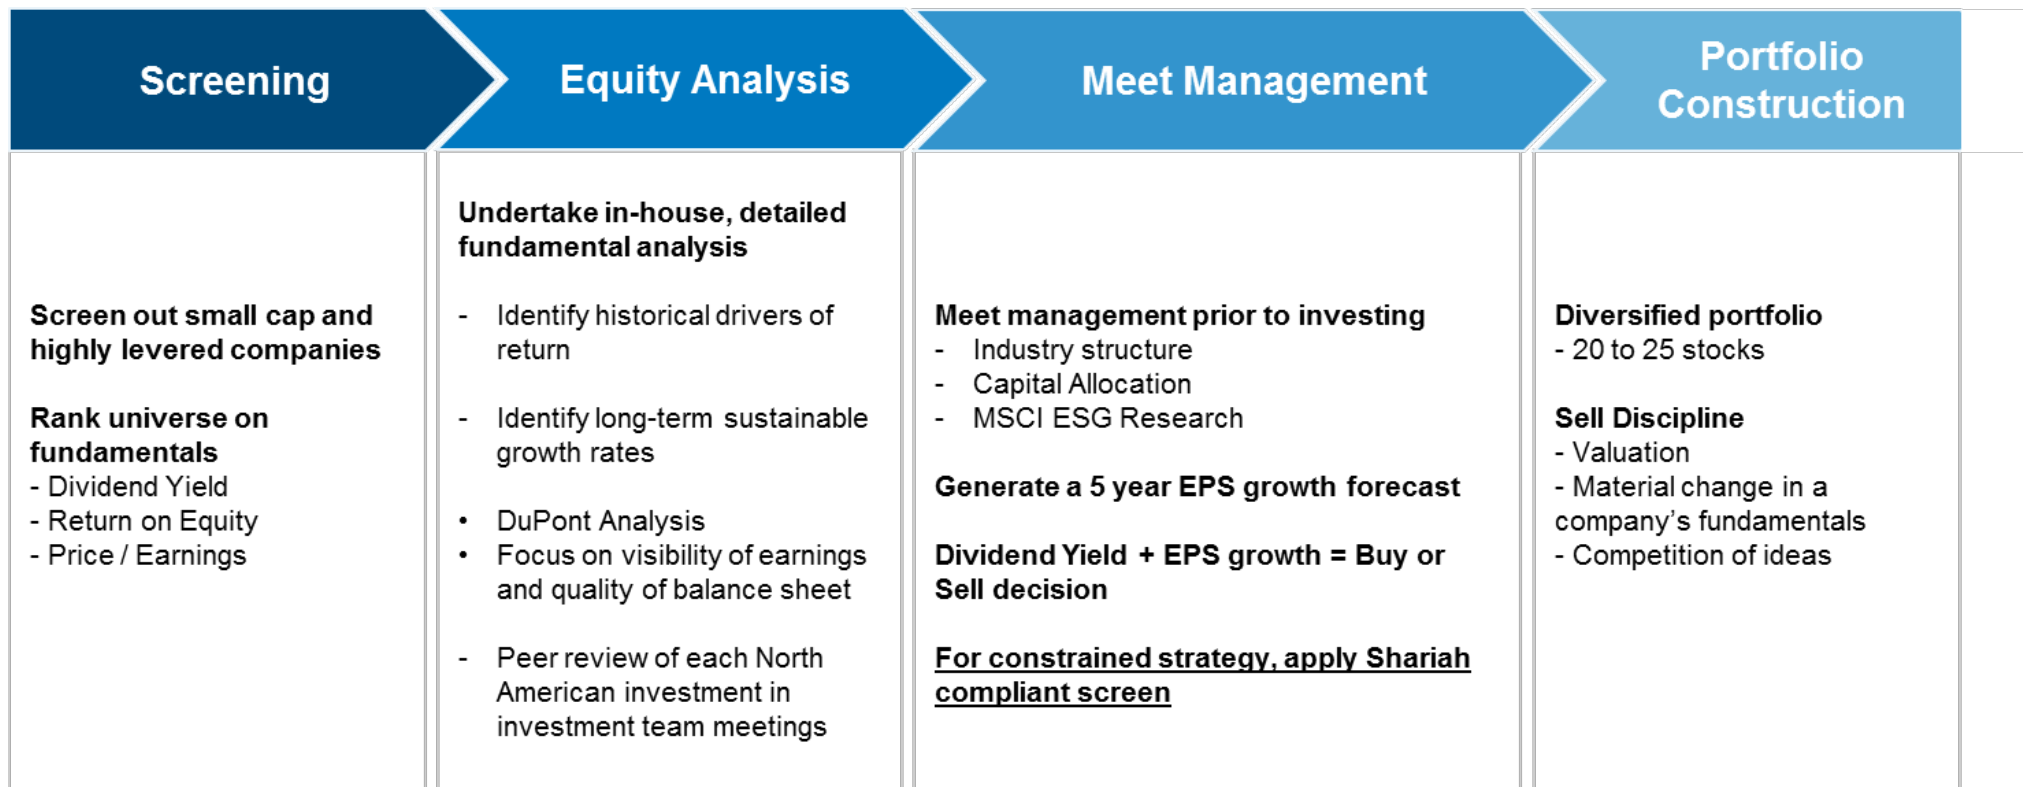 Screening
Equity Analysis
Meet Management
Portfolio
Construction
Screen out small cap and
highly levered companies
Rank universe on
fundamentals
- Dividend Yield
- Return on Equity
- Price / Earnings
Undertake in-house, detailed
fundamental analysis
- Identify historical drivers of
return
- Identify long-term sustainable
growth rates
• DuPont Analysis
• Focus on visibility of earnings
and quality of balance sheet
- Peer review of each North
American investment in
investment team meetings
Meet management prior to investing
- Industry structure
- Capital Allocation
- MSCI ESG Research
Generate a 5 year EPS growth forecast
Dividend Yield + EPS growth = Buy or
Sell decision
For constrained strategy, apply Shariah
compliant screen
Diversified portfolio
- 20 to 25 stocks
Sell Discipline
- Valuation
- Material change in a
company’s fundamentals
- Competition of ideas